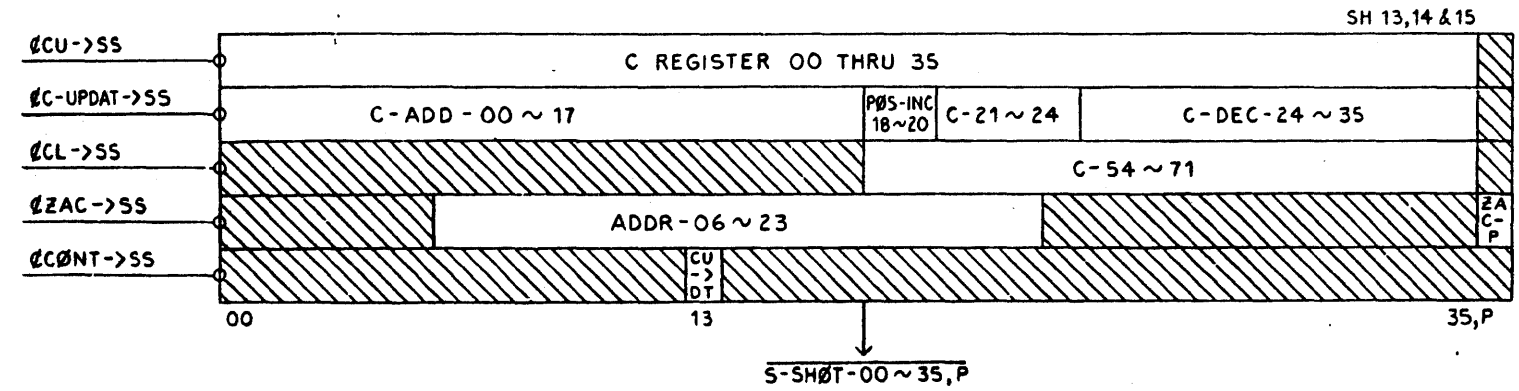 SH 13,14 & 15
₵CU->SS
C REGISTER 00 THRU 35
₵C-UPDAT->SS
C-ADD-00~17
PØS-INC
18~20
C-21~24
C-DEC-24~35
₵CL->SS
C-54~71
₵ZAC->SS
ADDR-06~23
ZA
C-
P
₵CØNT->SS
CU
->
DT
00
13
35,P
S-SHØT-00~35,P